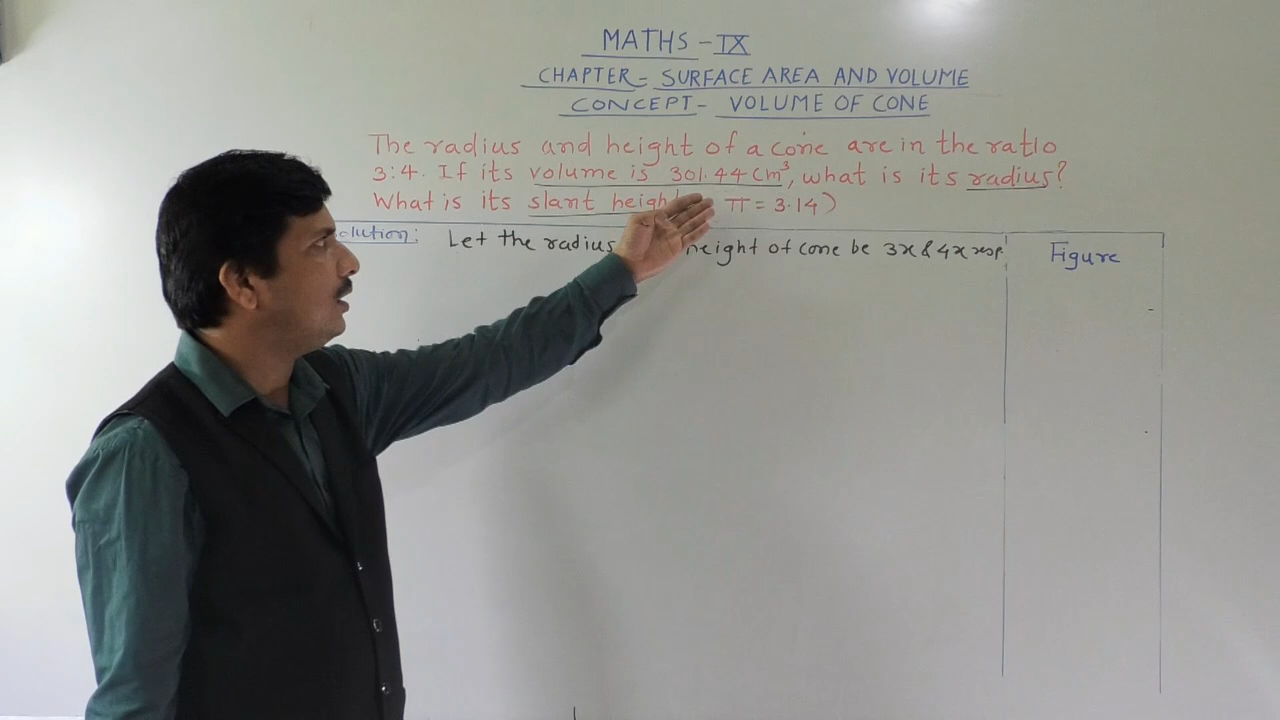 MATHS - IX
CHAPTER - SURFACE AREA AND VOLUME
CONCEPT - VOLUME OF CONE
The radius and height of a cone are in the ratio
3:4. If its volume is 301.44 cm³, what is its radius?
What is its slant heigh π = 3.14)
olution: Let the radius height of cone be 3x & 4x resp.
Figure